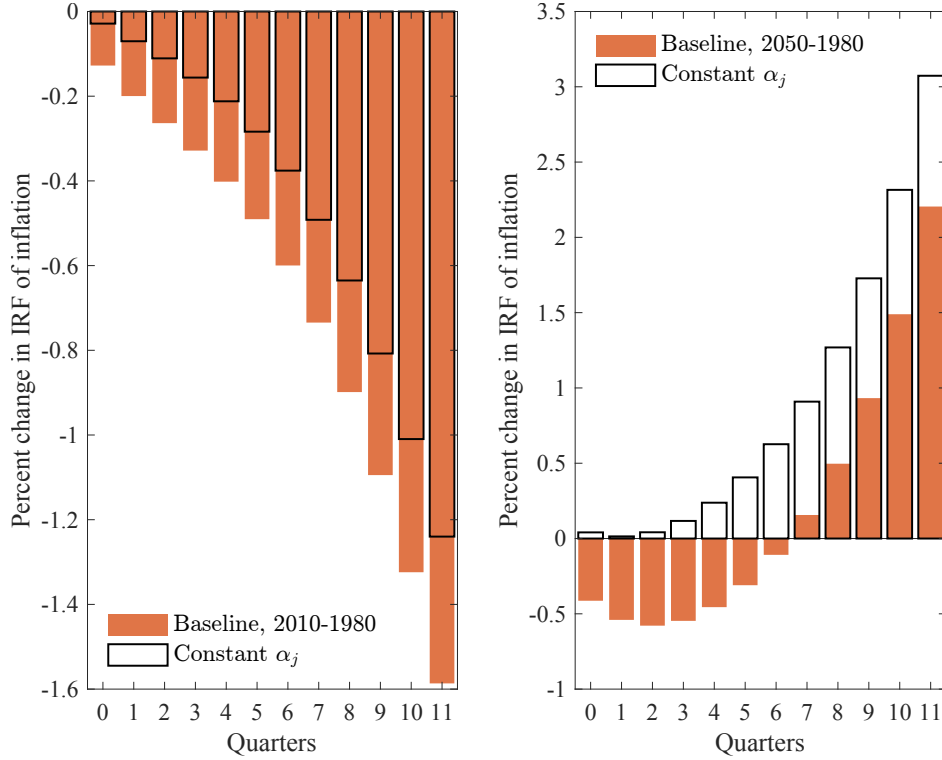 0
-0.2
-0.4
-0.6
-0.8
-1
-1.2
-1.4
-1.6
Percent change in IRF of inflation
Baseline, 2010-1980
Constant αj
0 1 2 3 4 5 6 7 8 9 10 11
Quarters
3.5
3
2.5
2
1.5
1
0.5
0
-0.5
-1
Percent change in IRF of inflation
Baseline, 2050-1980
Constant αj
0 1 2 3 4 5 6 7 8 9 10 11
Quarters